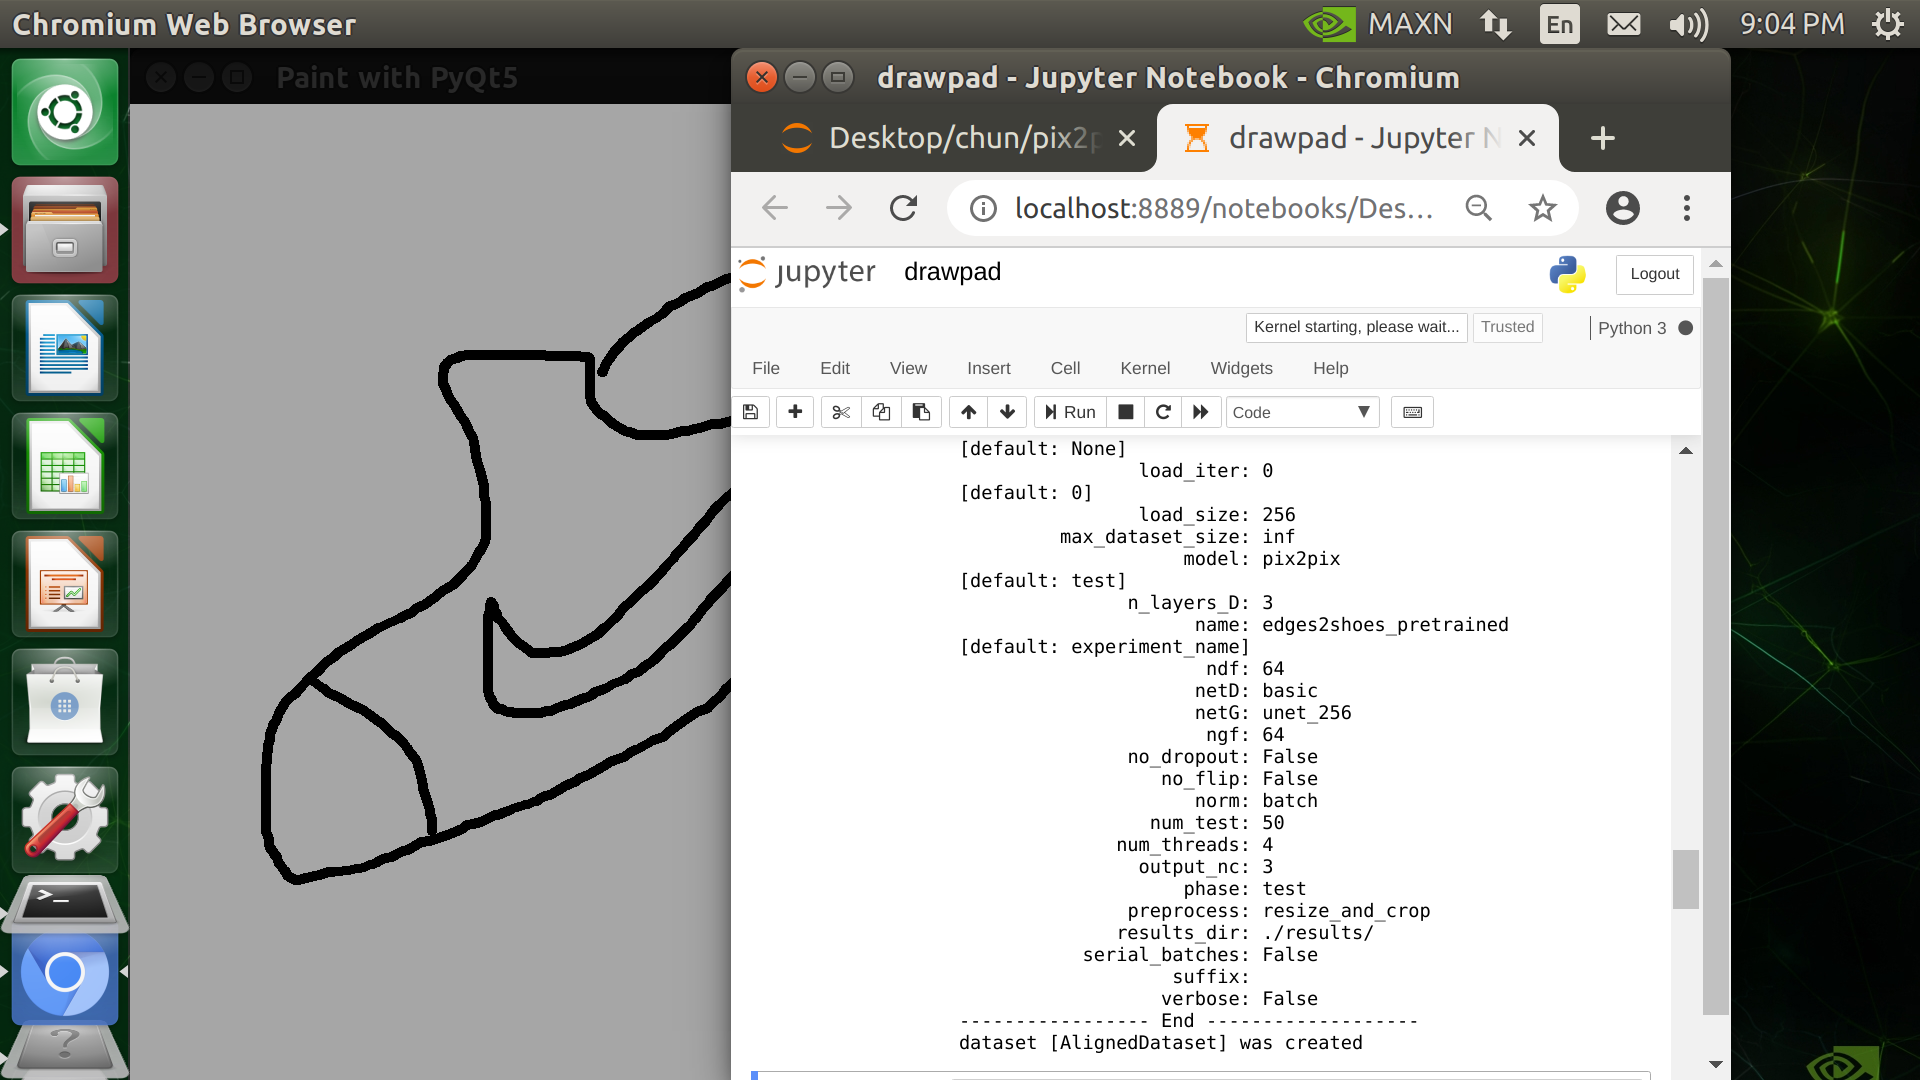 Chromium Web Browser
MAXN
En
9:04 PM
Paint with PyQt5
drawpad - Jupyter Notebook - Chromium
Desktop/chun/pix2p
drawpad - Jupyter N
localhost:8889/notebooks/Des...
jupyter
drawpad
Logout
Kernel starting, please wait...
Trusted
Python 3
File
Edit
View
Insert
Cell
Kernel
Widgets
Help
Run
Code
[default: None]
load_iter: 0
[default: 0]
load_size: 256
max_dataset_size: inf
model: pix2pix
[default: test]
n_layers_D: 3
name: edges2shoes_pretrained
[default: experiment_name]
ndf: 64
netD: basic
netG: unet_256
ngf: 64
no_dropout: False
no_flip: False
norm: batch
num_test: 50
num_threads: 4
output_nc: 3
phase: test
preprocess: resize_and_crop
results_dir: ./results/
serial_batches: False
suffix:
verbose: False
----------------- End -------------------
dataset [AlignedDataset] was created